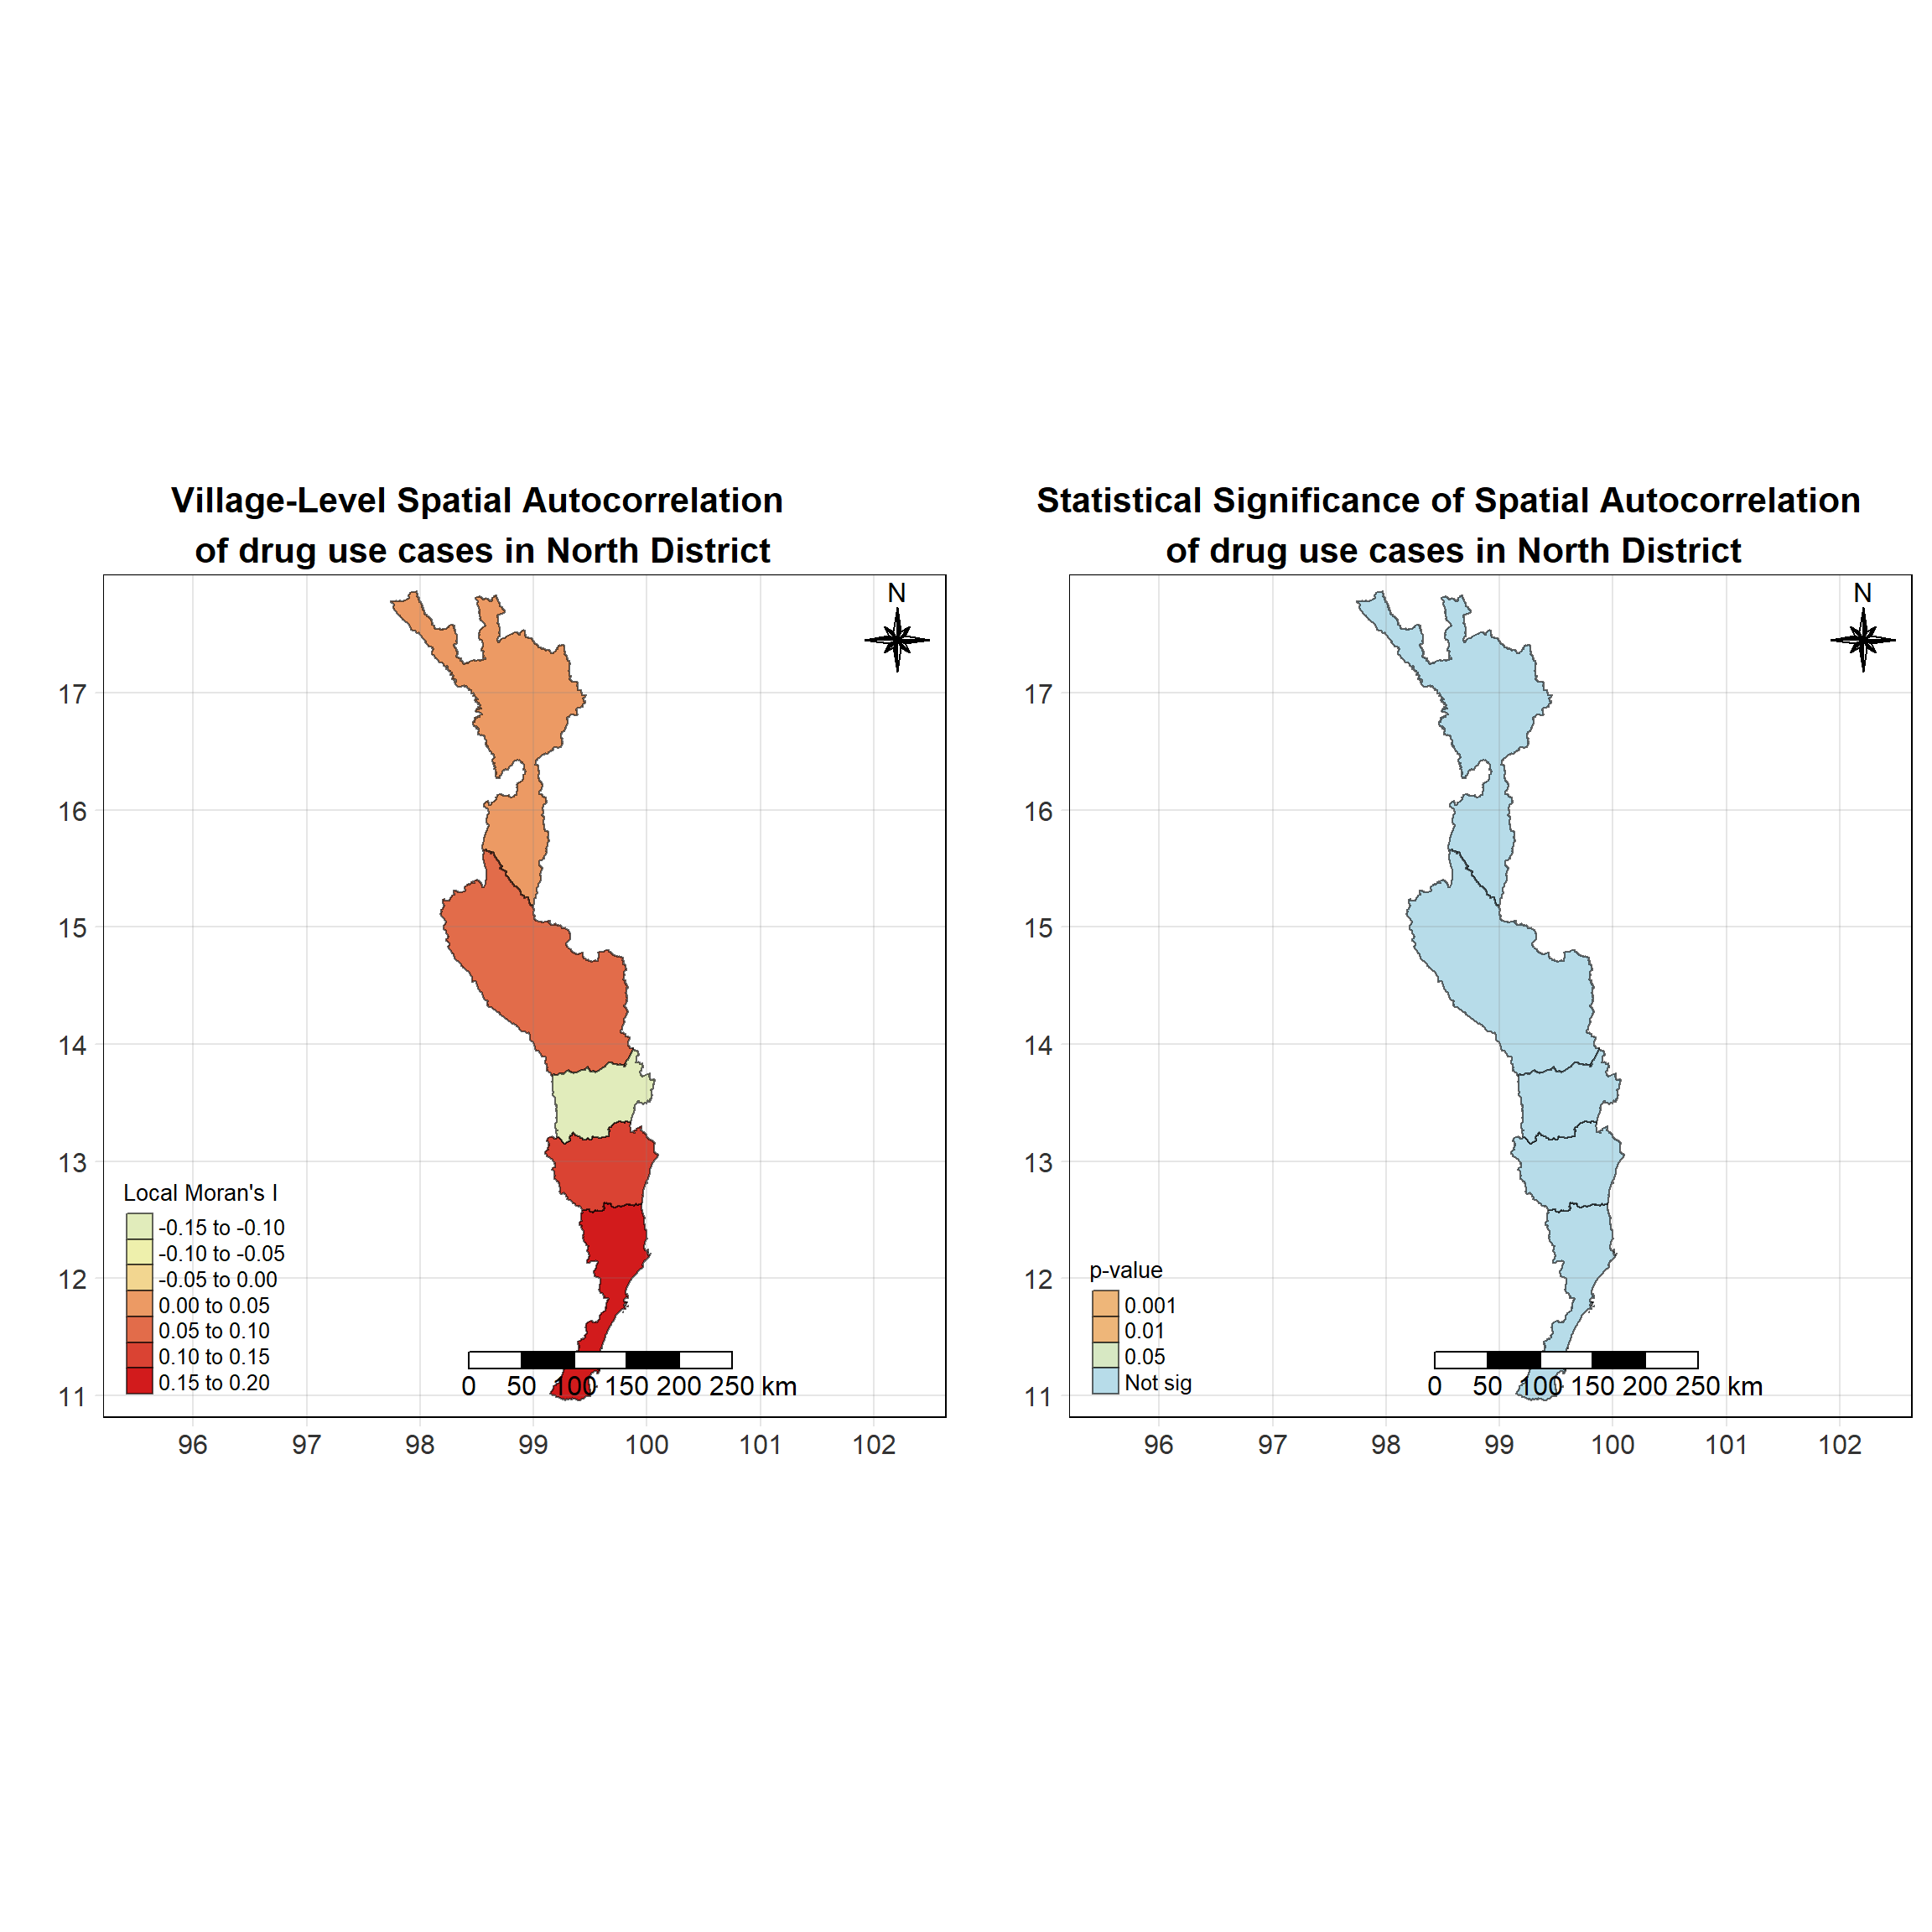 Village-Level Spatial Autocorrelation
of drug use cases in North District
N
17
16
15
14
13
12
11
Local Moran's I
-0.15 to -0.10
-0.10 to -0.05
-0.05 to 0.00
0.00 to 0.05
0.05 to 0.10
0.10 to 0.15
0.15 to 0.20
0 50 100 150 200 250 km
96 97 98 99 100 101 102
Statistical Significance of Spatial Autocorrelation
of drug use cases in North District
N
17
16
15
14
13
12
11
p-value
0.001
0.01
0.05
Not sig
0 50 100 150 200 250 km
96 97 98 99 100 101 102